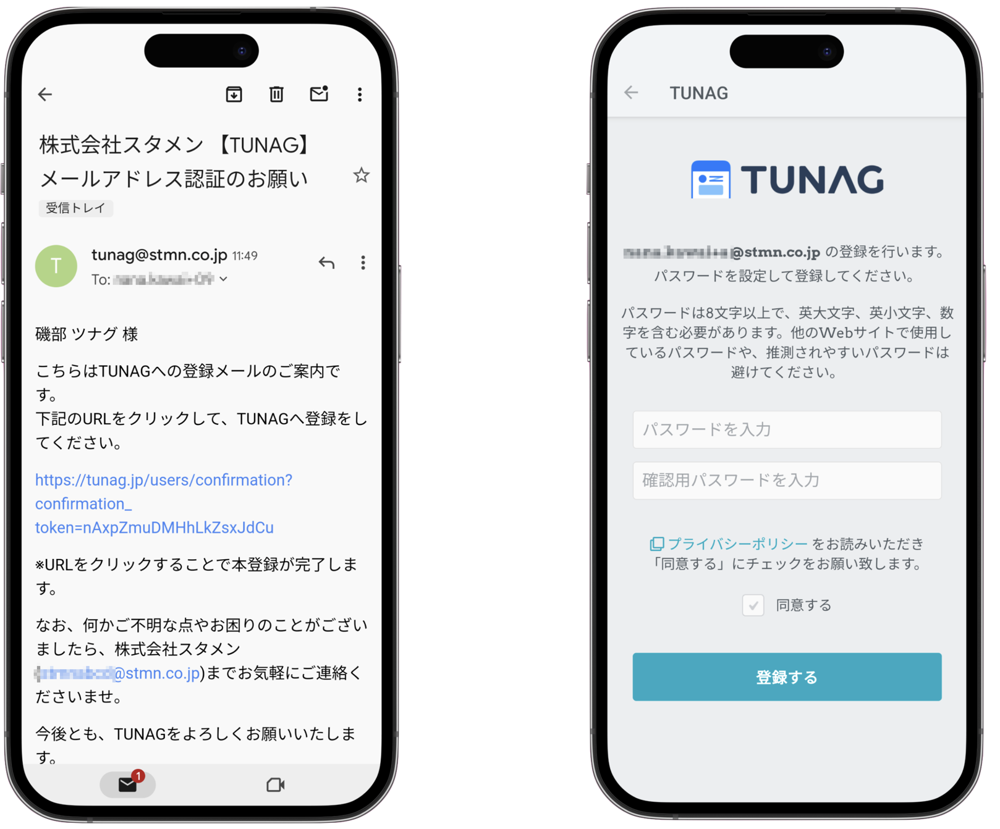 株式会社スタメン 【TUNAG】
メールアドレス認証のお願い
受信トレイ
T
tunag@stmn.co.jp 11:49
To:
磯部 ツナグ 様
こちらはTUNAGへの登録メールのご案内で
す。
下記のURLをクリックして、TUNAGへ登録をし
てください。
https://tunag.jp/users/confirmation?
confirmation_
token=nAxpZmuDMHhLkZsxJdCu
※URLをクリックすることで本登録が完了しま
す。
なお、何かご不明な点やお困りのことがござい
ましたら、株式会社スタメン
@stmn.co.jp)までお気軽にご連絡く
ださいませ。
今後とも、TUNAGをよろしくお願いいたしま
す。
1
TUNAG
TUNAG
@stmn.co.jp の登録を行います。
パスワードを設定して登録してください。
パスワードは8文字以上で、英大文字、英小文字、数
字を含む必要があります。他のWebサイトで使用し
ているパスワードや、推測されやすいパスワードは
避けてください。
パスワードを入力
確認用パスワードを入力
プライバシーポリシー をお読みいただき
「同意する」にチェックをお願い致します。
同意する
登録する